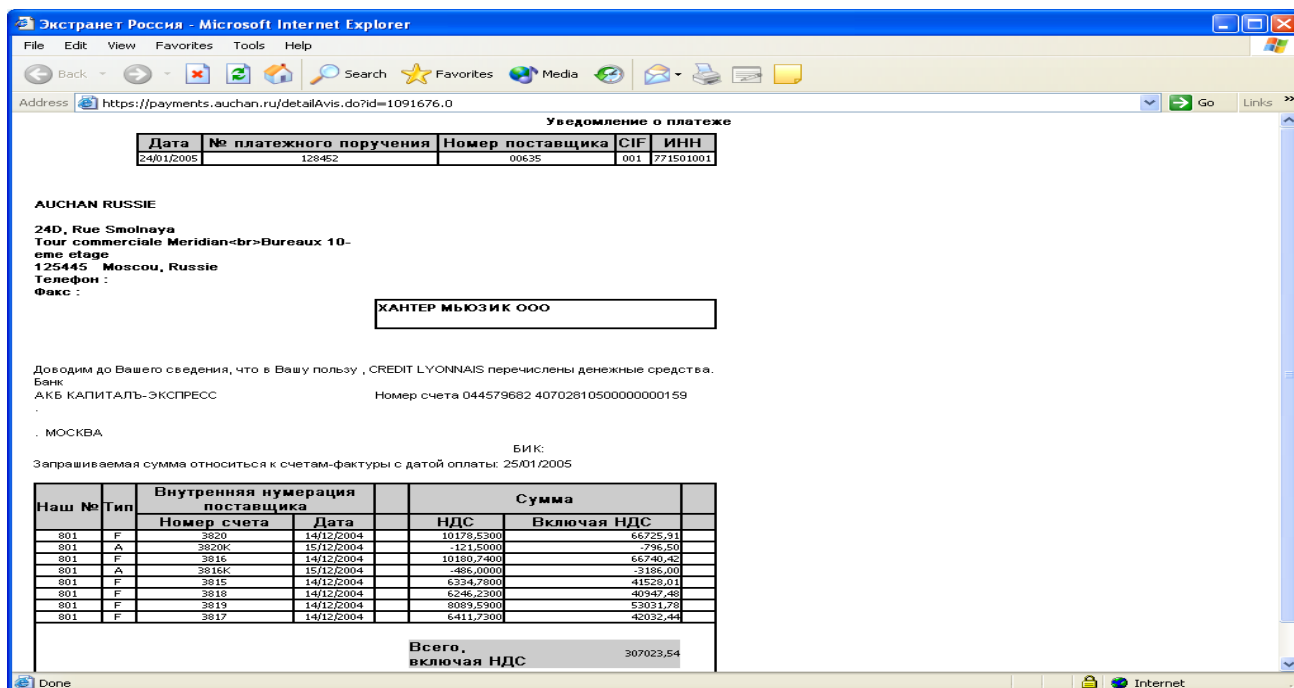 Экстранет Россия - Microsoft Internet Explorer
File Edit View Favorites Tools Help
Back Search Favorites Media
Address https://payments.auchan.ru/detailAvis.do?id=1091676.0 Go Links »
Уведомление о платеже
Дата № платежного поручения Номер поставщика CIF ИНН
24/01/2005 128452 00635 001 771501001
AUCHAN RUSSIE
24D, Rue Smolnaya
Tour commerciale Meridian<br>Bureaux 10-
eme etage
125445 Moscou, Russie
Телефон :
Факс :
ХАНТЕР МЬЮЗИК ООО
Доводим до Вашего сведения, что в Вашу пользу , CREDIT LYONNAIS перечислены денежные средства.
Банк
АКБ КАПИТАЛЪ-ЭКСПРЕСС Номер счета 044579682 40702810500000000159
.
. МОСКВА
БИК:
Запрашиваемая сумма относиться к счетам-фактуры с датой оплаты: 25/01/2005
Наш № Тип Внутренняя нумерация поставщика Сумма
Номер счета Дата НДС Включая НДС
801 F 3820 14/12/2004 10178,5300 66725,91
801 A 3820K 15/12/2004 -121,5000 -796,50
801 F 3816 14/12/2004 10180,7400 66740,42
801 A 3816K 15/12/2004 -486,0000 -3186,00
801 F 3815 14/12/2004 6334,7800 41528,01
801 F 3818 14/12/2004 6246,2300 40947,48
801 F 3819 14/12/2004 8089,5900 53031,78
801 F 3817 14/12/2004 6411,7300 42032,44
Всего,
включая НДС 307023,54
Done Internet